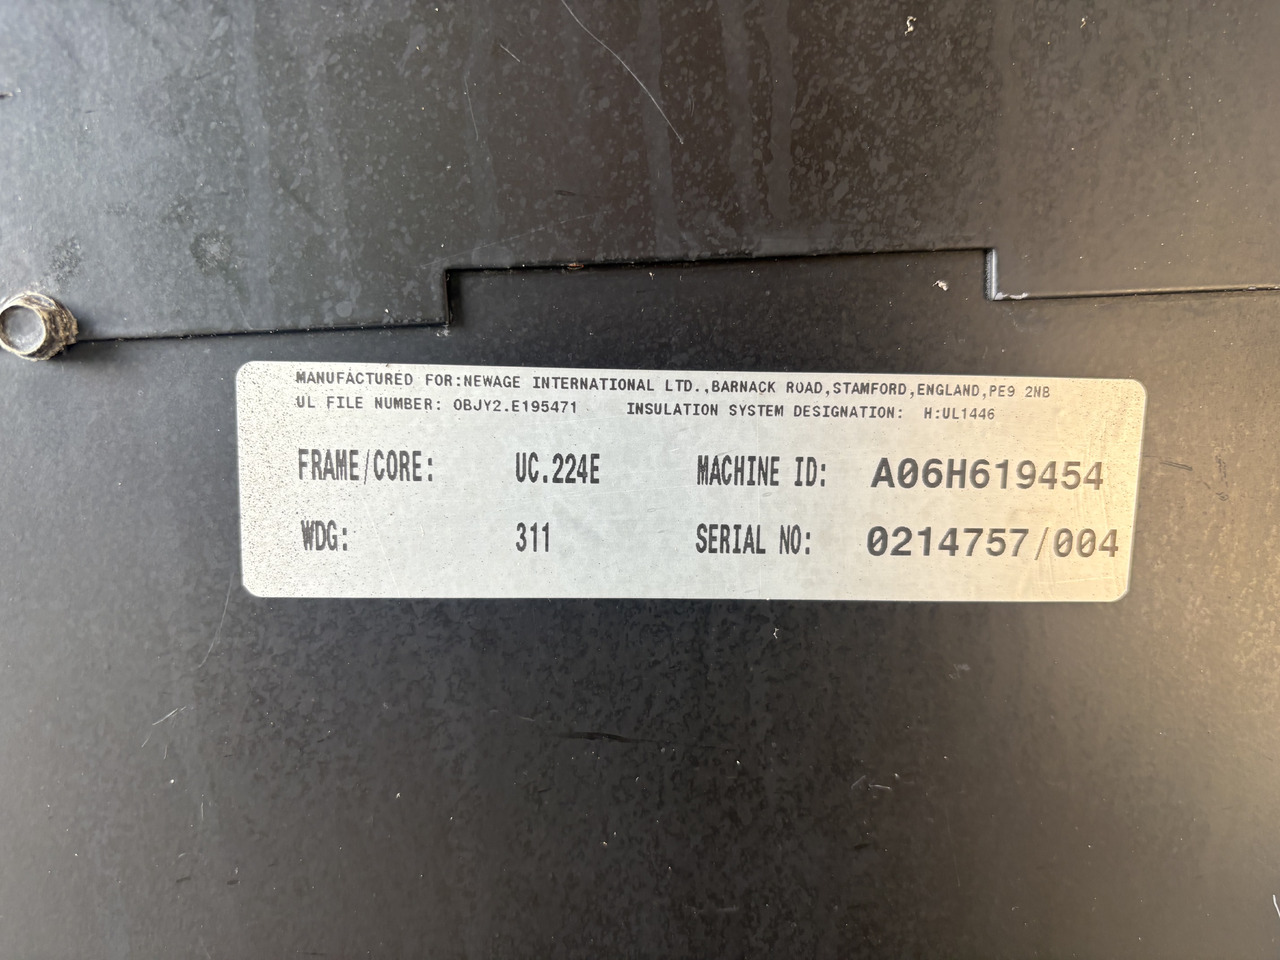 MANUFACTURED FOR:NEWAGE INTERNATIONAL LTD.,BARNACK ROAD,STAMFORD,ENGLAND,PE9 2NB
UL FILE NUMBER: OBJY2.E195471 INSULATION SYSTEM DESIGNATION: H:UL1446
FRAME/CORE: UC.224E MACHINE ID: A06H619454
WDG: 311 SERIAL NO: 0214757/004